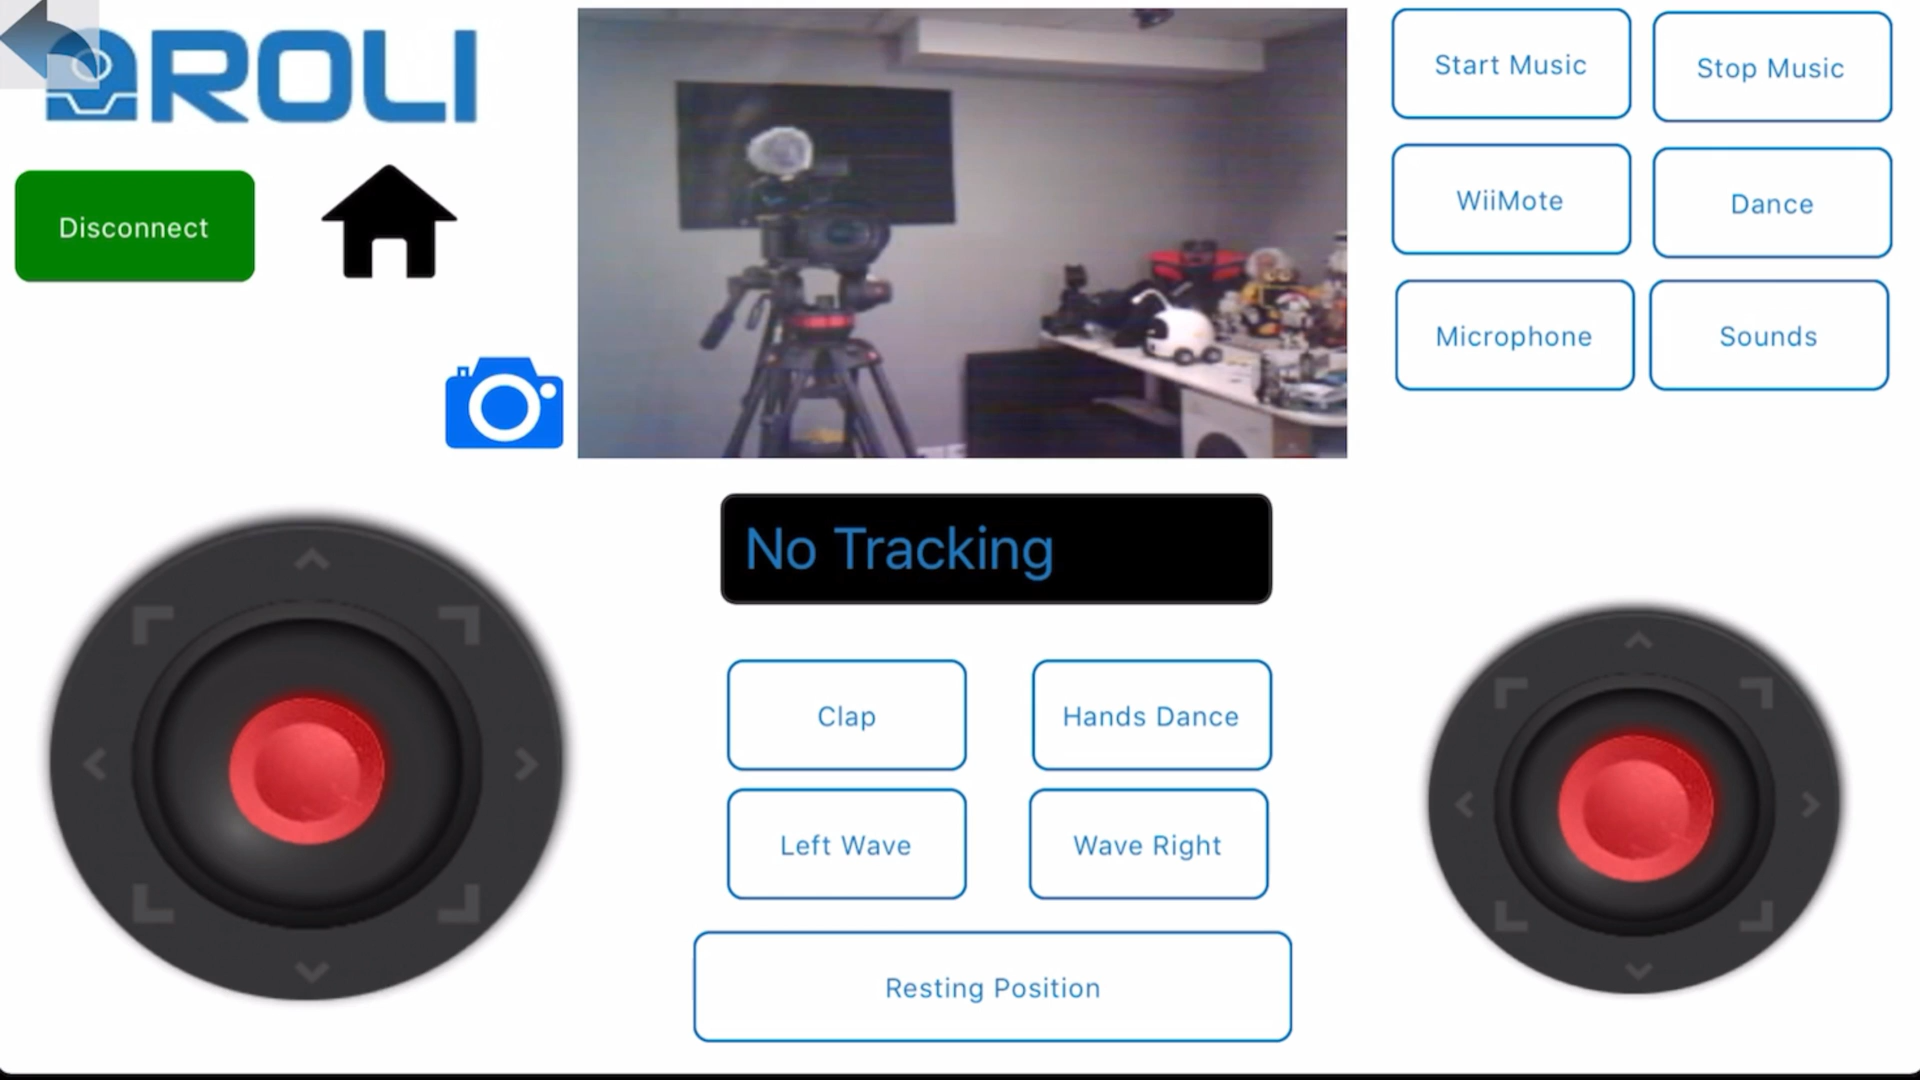 ROLI
Start Music
Stop Music
Disconnect
WiiMote
Dance
Microphone
Sounds
No Tracking
Clap
Hands Dance
Left Wave
Wave Right
Resting Position